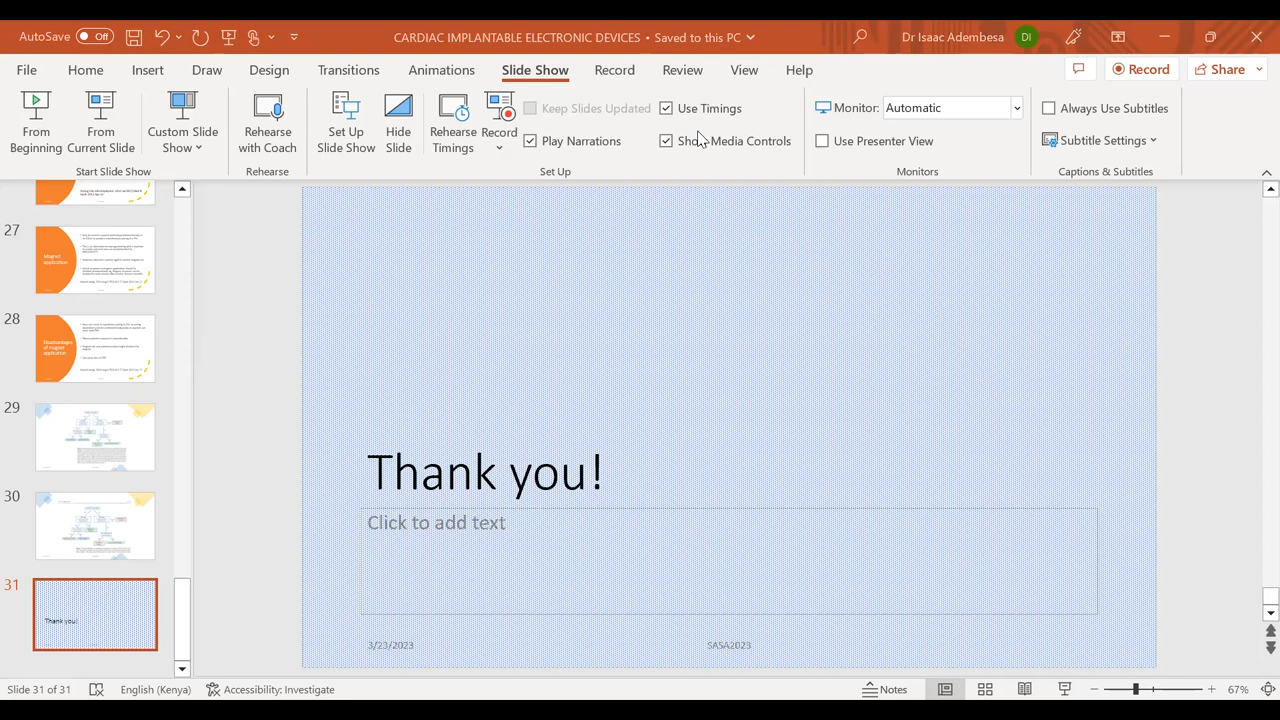 AutoSave Off
CARDIAC IMPLANTABLE ELECTRONIC DEVICES • Saved to this PC
Dr Isaac Adembesa DI
File Home Insert Draw Design Transitions Animations Slide Show Record Review View Help
Record Share
From Beginning
From Current Slide
Custom Slide Show
Rehearse with Coach
Set Up Slide Show
Hide Slide
Rehearse Timings
Record
Keep Slides Updated
Use Timings
Play Narrations
Media Controls
Monitor: Automatic
Use Presenter View
Always Use Subtitles
Subtitle Settings
Start Slide Show Rehearse Set Up Monitors Captions & Subtitles
27
Magnet
application
28
Disadvantages
of magnet
application
29
30
31
Thank you!
Thank you!
Click to add text
3/23/2023 SASA2023
Slide 31 of 31 English (Kenya) Accessibility: Investigate Notes 67%